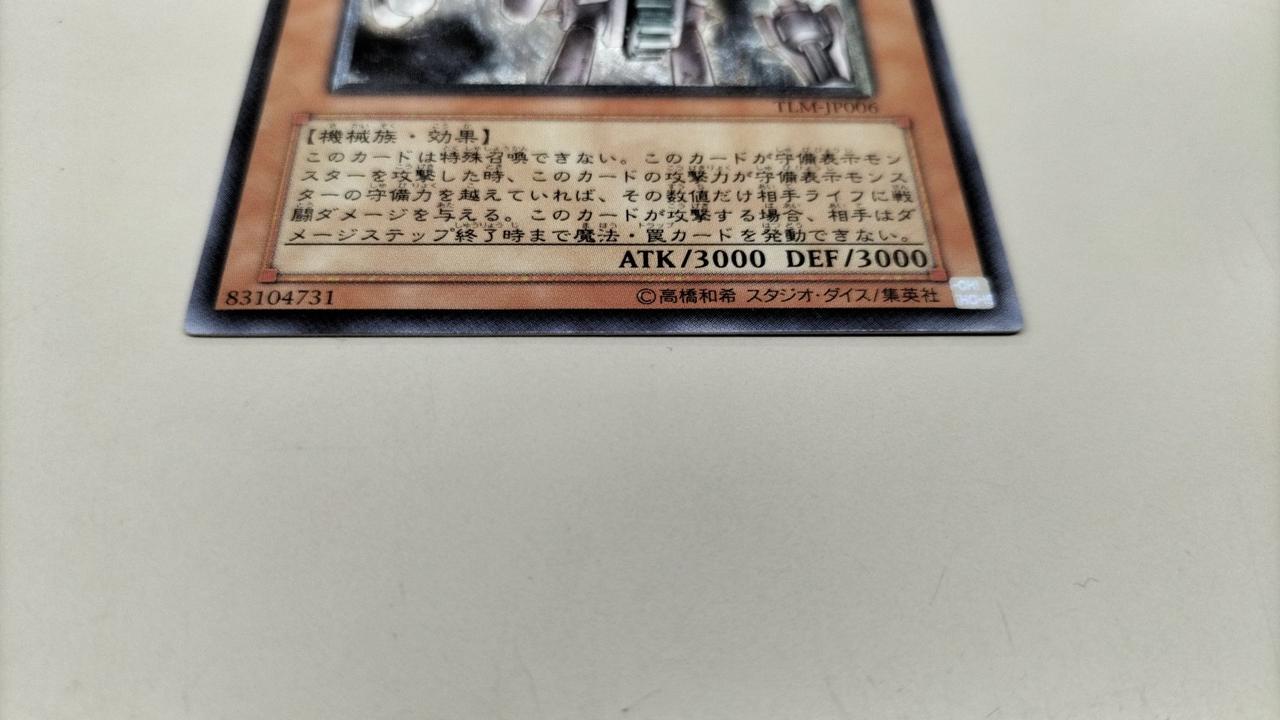 TLM-JP006
【機械族・効果】
このカードは特殊召喚できない。このカードが守備表示モン
スターを攻撃した時、このカードの攻撃力が守備表示モンス
ターの守備力を越えていれば、その数値だけ相手ライフに戦
闘ダメージを与える。このカードが攻撃する場合、相手はダ
メージステップ終了時まで魔法・罠カードを発動できない。
ATK/3000 DEF/3000
83104731 ©高橋和希 スタジオ・ダイス/集英社